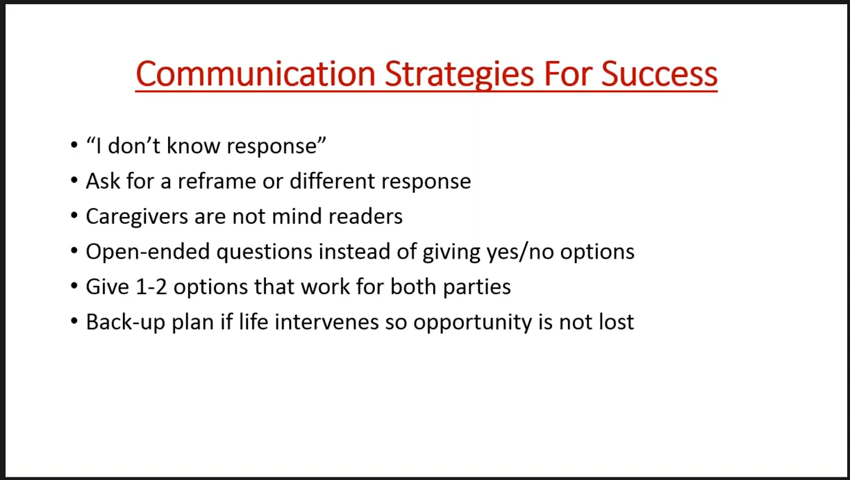 Communication Strategies For Success
• “I don’t know response”
• Ask for a reframe or different response
• Caregivers are not mind readers
• Open-ended questions instead of giving yes/no options
• Give 1-2 options that work for both parties
• Back-up plan if life intervenes so opportunity is not lost